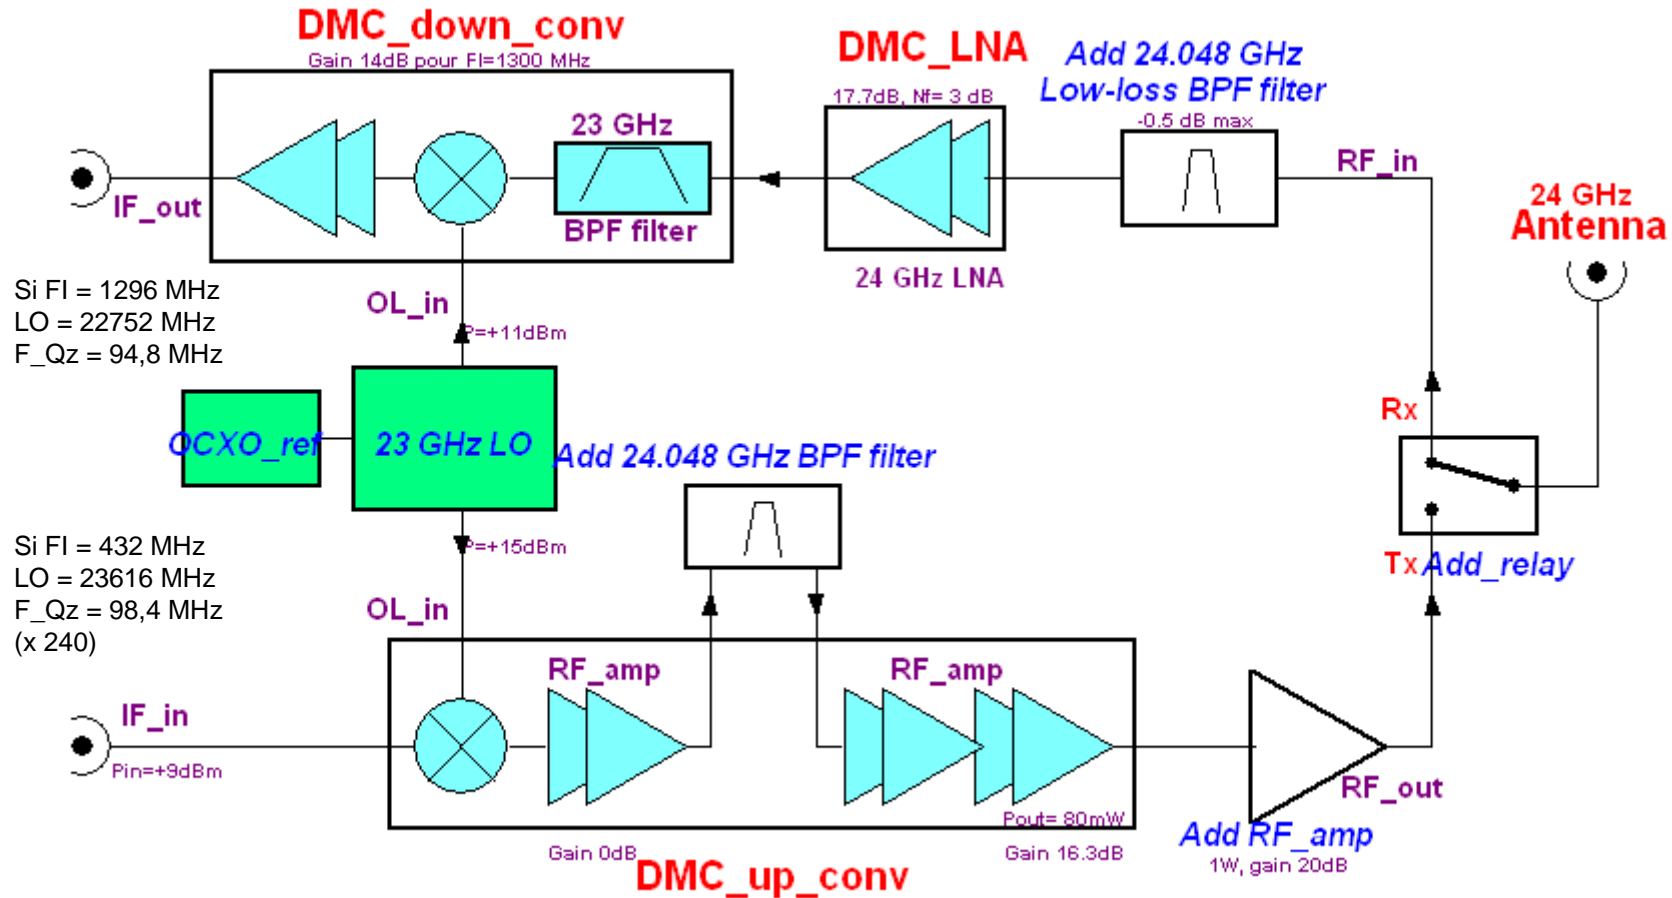 DMC_down_conv
Gain 14dB pour FI=1300 MHz
DMC_LNA
17.7dB, Nf= 3 dB
Add 24.048 GHz
Low-loss BPF filter
-0.5 dB max
23 GHz
BPF filter
IF_out
RF_in
24 GHz
Antenna
24 GHz LNA
Si FI = 1296 MHz
LO = 22752 MHz
F_Qz = 94,8 MHz
OL_in
P=+11dBm
Rx
OCXO_ref
23 GHz LO
Add 24.048 GHz BPF filter
Si FI = 432 MHz
LO = 23616 MHz
F_Qz = 98,4 MHz
(x 240)
P=+15dBm
OL_in
Tx
Add_relay
RF_amp
RF_amp
IF_in
Pin=+9dBm
RF_out
Pout= 80mW
Add RF_amp
1W, gain 20dB
Gain 0dB
Gain 16.3dB
DMC_up_conv